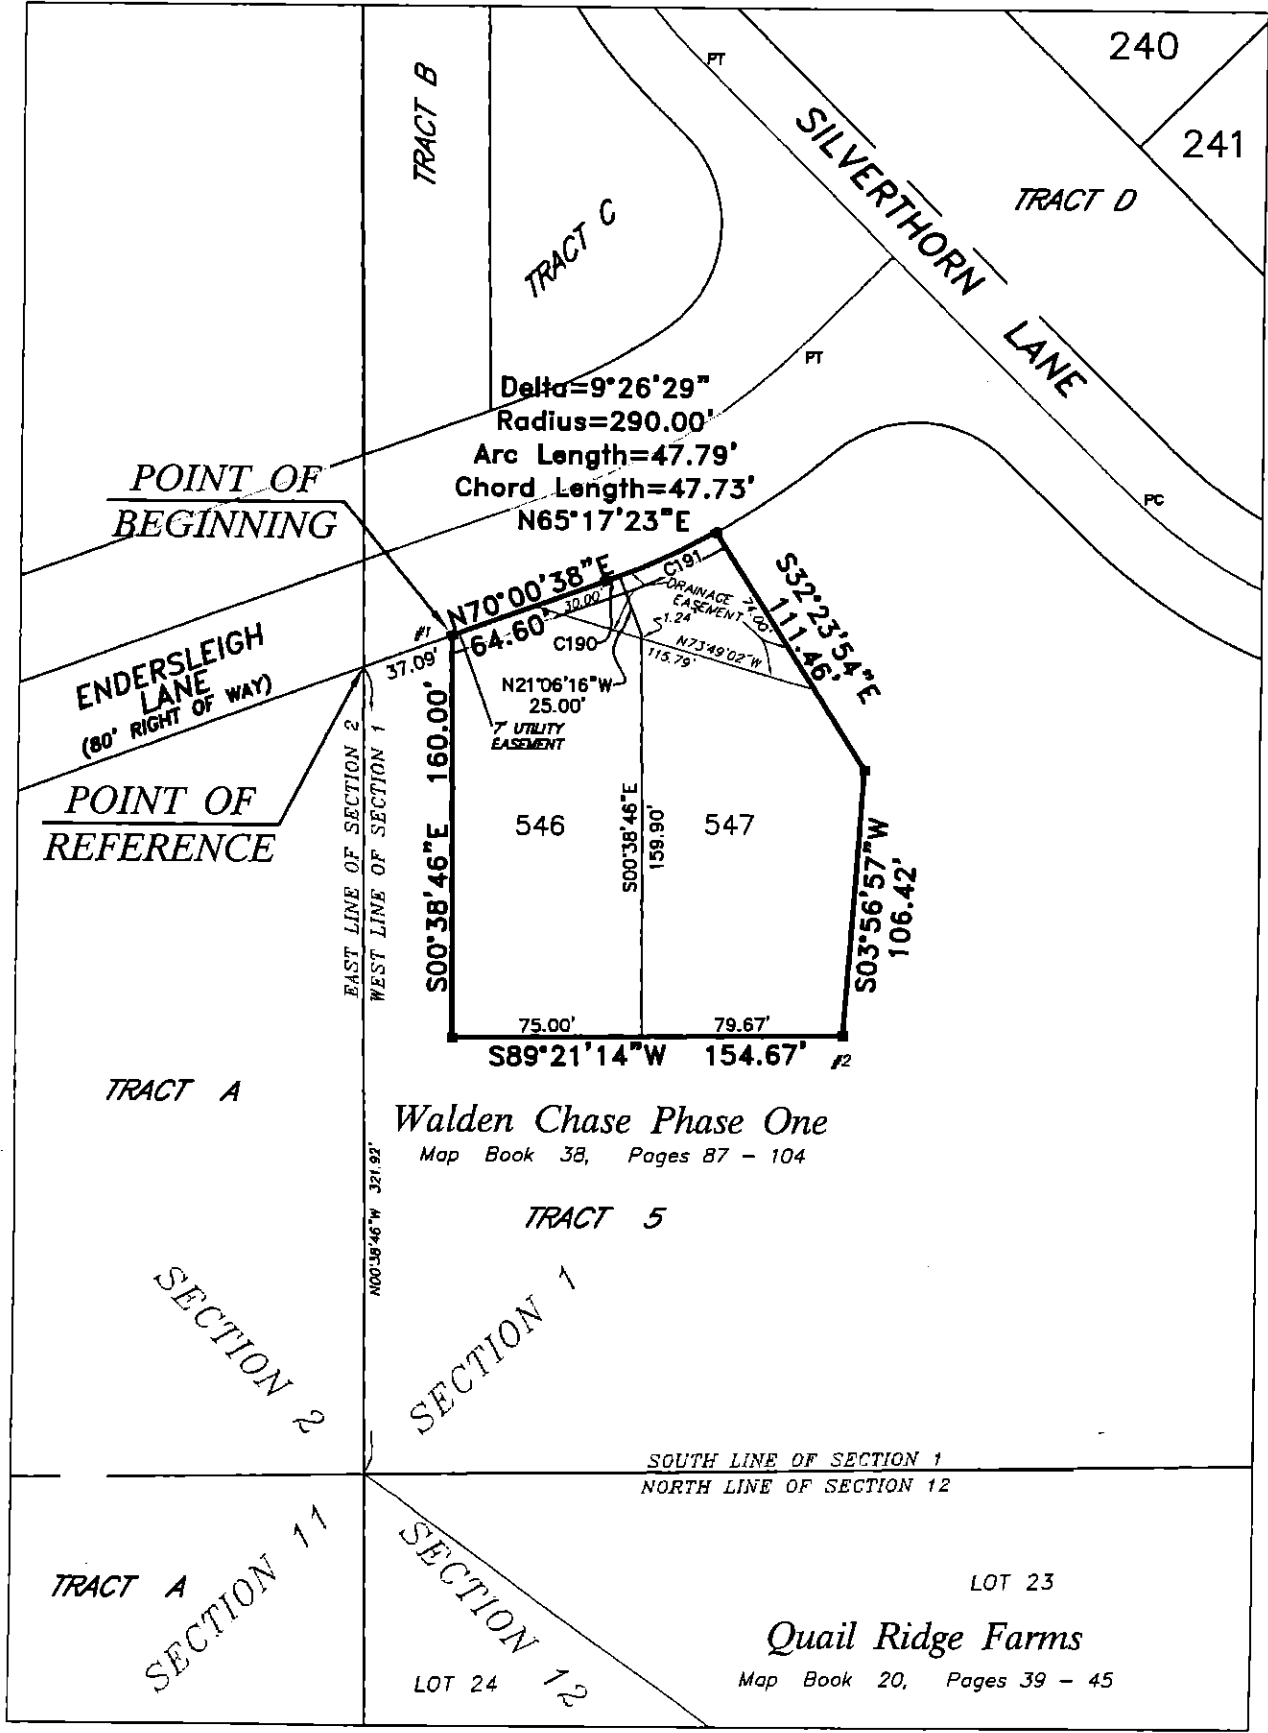 240
241
TRACT B
TRACT C
TRACT D
PT
SILVERTHORN LANE
PT
PC
Delta=9°26'29"
Radius=290.00'
Arc Length=47.79'
Chord Length=47.73'
N65°17'23"E
POINT OF
BEGINNING
N70°00'38"E
64.60'
#1
37.09'
30.00'
C190
C191
DRAINAGE
EASEMENT
74.00'
1.24
N73°49'02"W
115.79'
S32°23'54"E
111.46'
N21°06'16"W
25.00'
7' UTILITY
EASEMENT
ENDERSLEIGH
LANE
(80' RIGHT OF WAY)
POINT OF
REFERENCE
EAST LINE OF SECTION 2
WEST LINE OF SECTION 1
S00°38'46"E 160.00'
546
547
S00°38'46"E
159.90'
S03°56'57"W
106.42'
75.00'
79.67'
S89°21'14"W 154.67'
#2
TRACT A
Walden Chase Phase One
Map Book 38, Pages 87 - 104
N00°38'46"W 321.92'
TRACT 5
SECTION 2
SECTION 1
SOUTH LINE OF SECTION 1
NORTH LINE OF SECTION 12
TRACT A
SECTION 11
SECTION 12
LOT 23
Quail Ridge Farms
Map Book 20, Pages 39 - 45
LOT 24